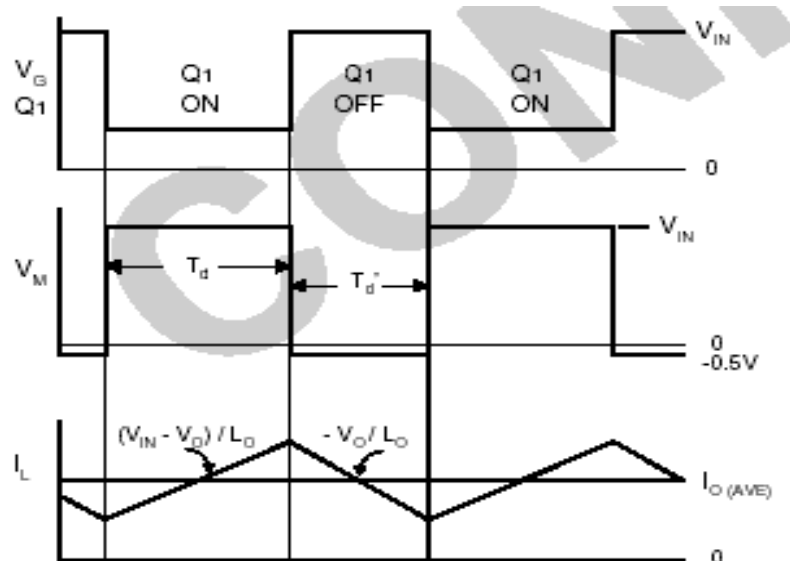 V_IN
V_G
Q1
Q1
ON
Q1
OFF
Q1
ON
0
V_IN
V_M
T_d
T_d'
0
-0.5V
(V_IN - V_O) / L_O
- V_O / L_O
I_L
I_O (AVE)
0
COM